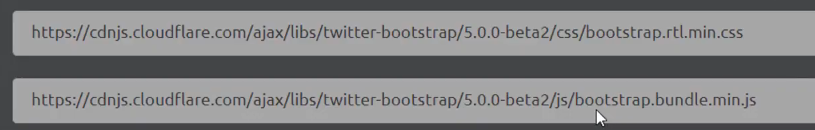 https://cdnjs.cloudflare.com/ajax/libs/twitter-bootstrap/5.0.0-beta2/css/bootstrap.rtl.min.css
https://cdnjs.cloudflare.com/ajax/libs/twitter-bootstrap/5.0.0-beta2/js/bootstrap.bundle.min.js